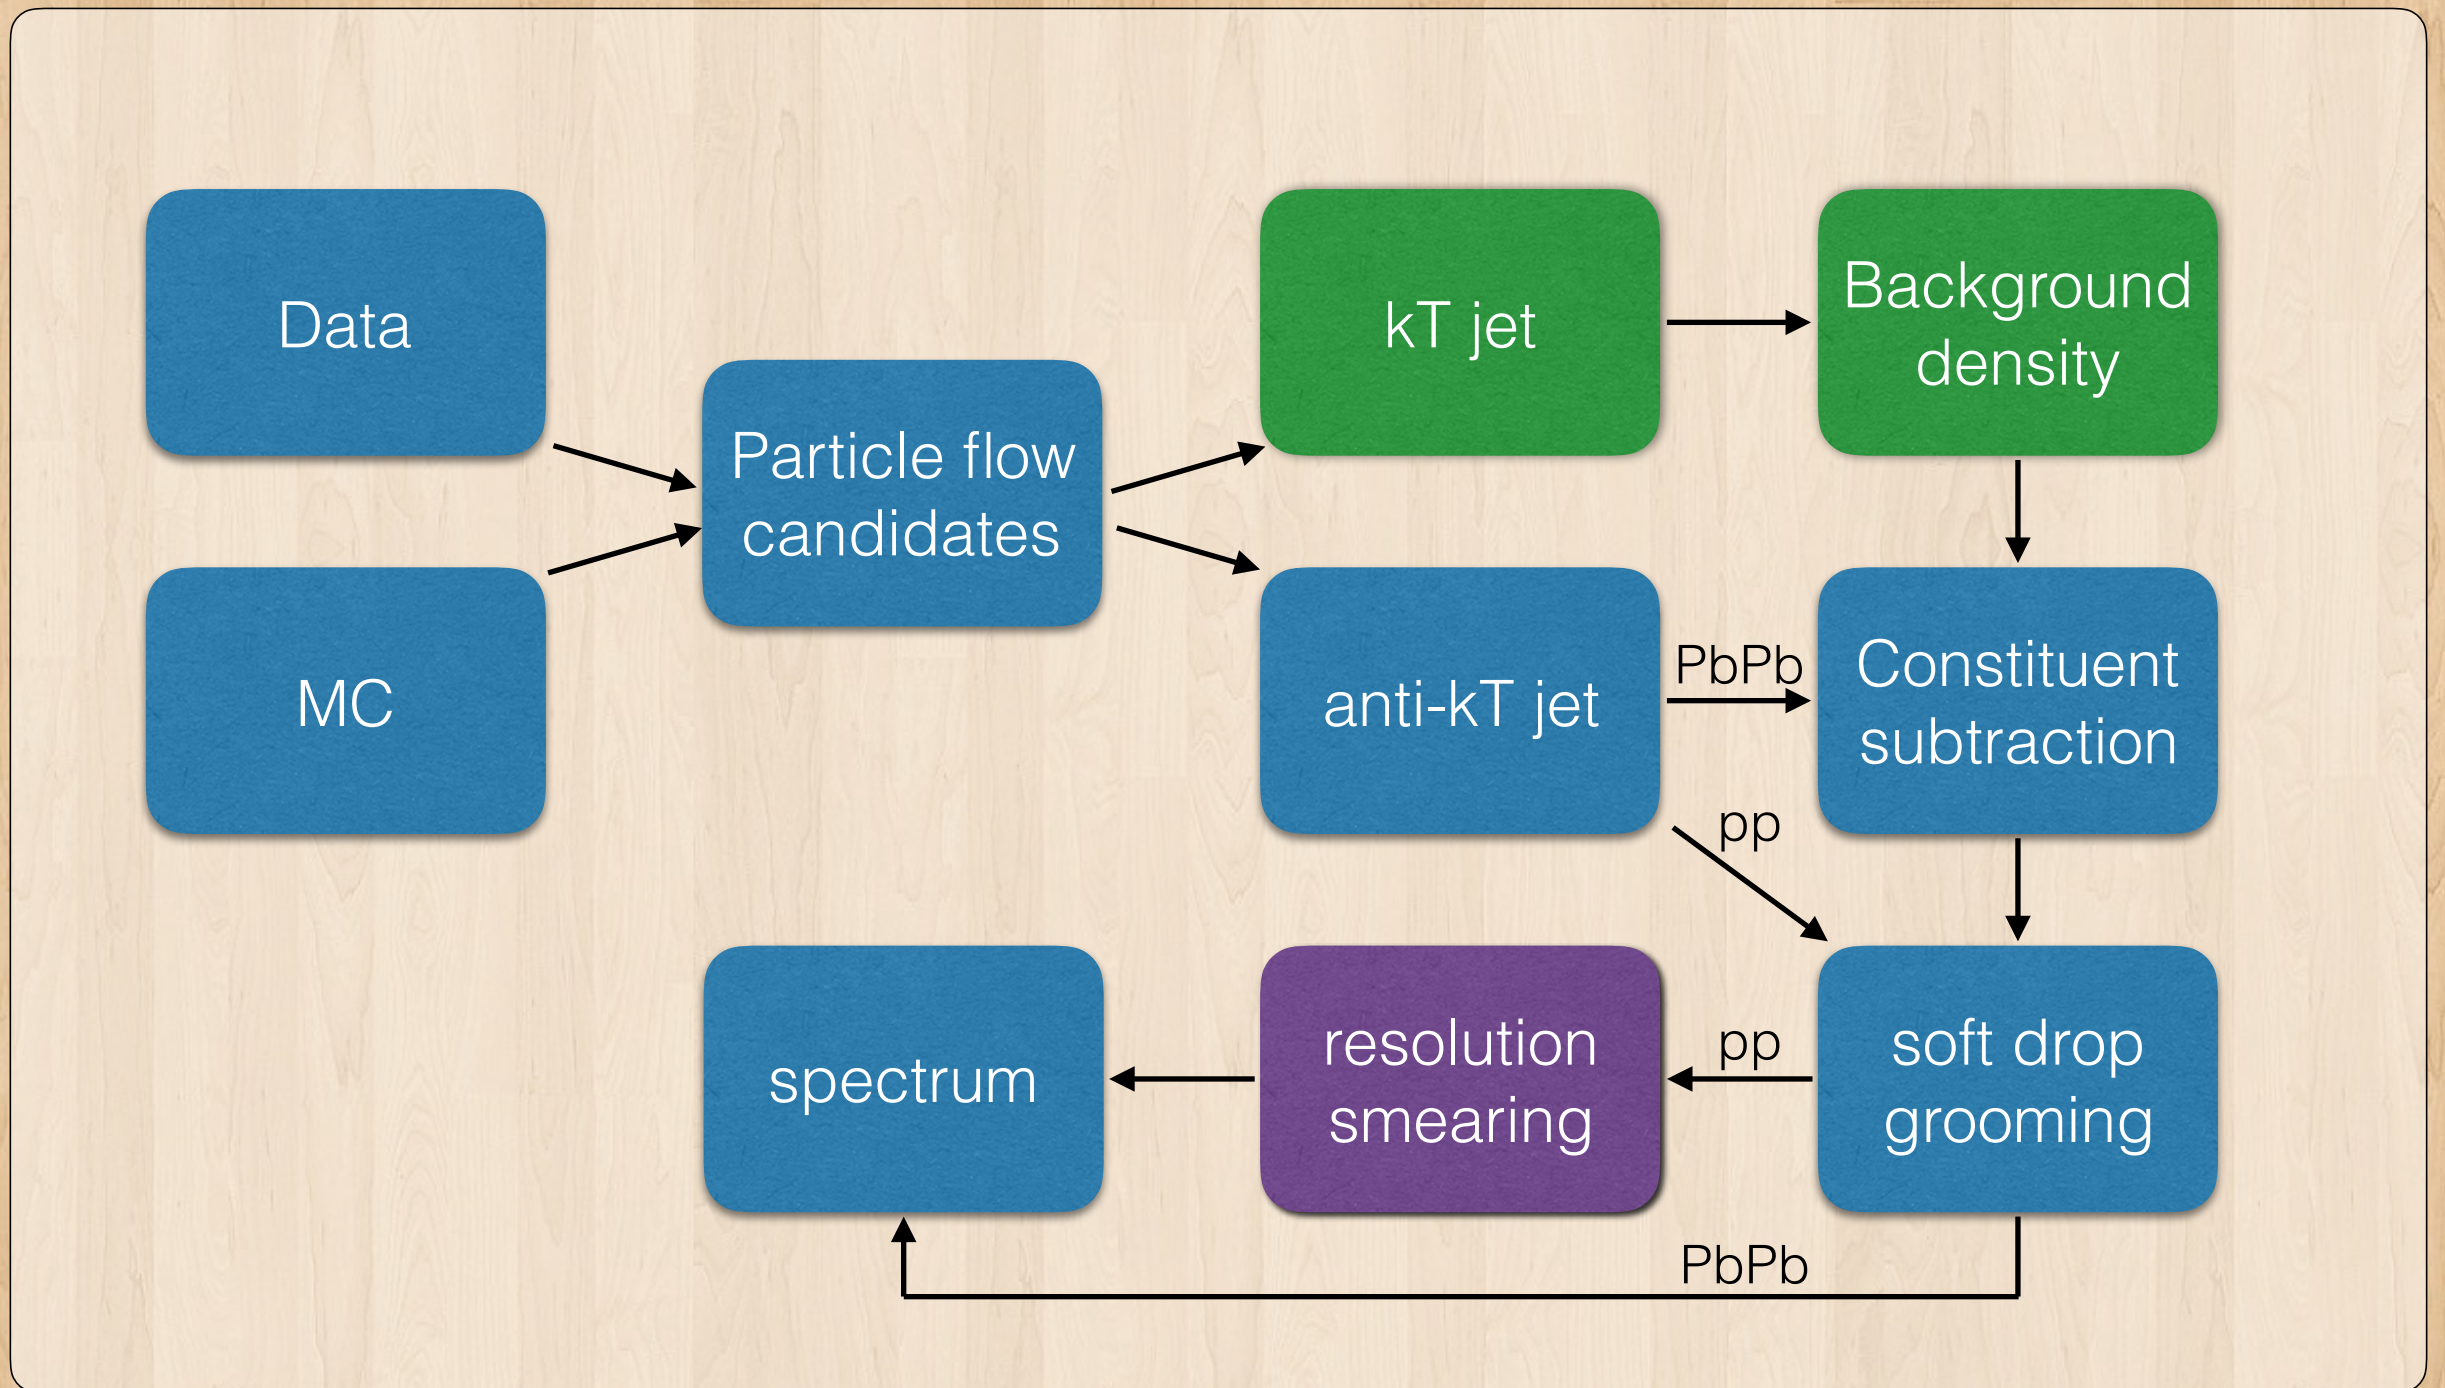 Data
MC
Particle flow
candidates
kT jet
Background
density
anti-kT jet
PbPb
Constituent
subtraction
pp
soft drop
grooming
pp
resolution
smearing
spectrum
PbPb